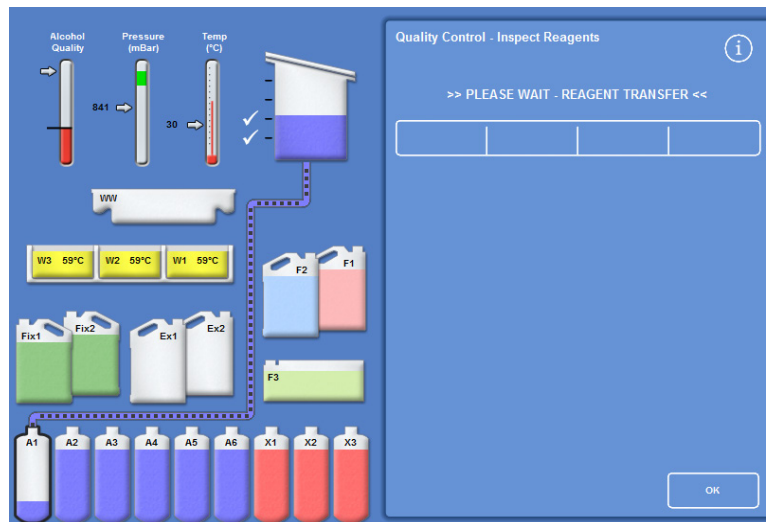 Alcohol Quality
Pressure (mBar)
Temp (°C)
841
30
WW
W3 59°C
W2 59°C
W1 59°C
F2
F1
Fix1
Fix2
Ex1
Ex2
F3
A1
A2
A3
A4
A5
A6
X1
X2
X3
Quality Control - Inspect Reagents
i
>> PLEASE WAIT - REAGENT TRANSFER <<
OK